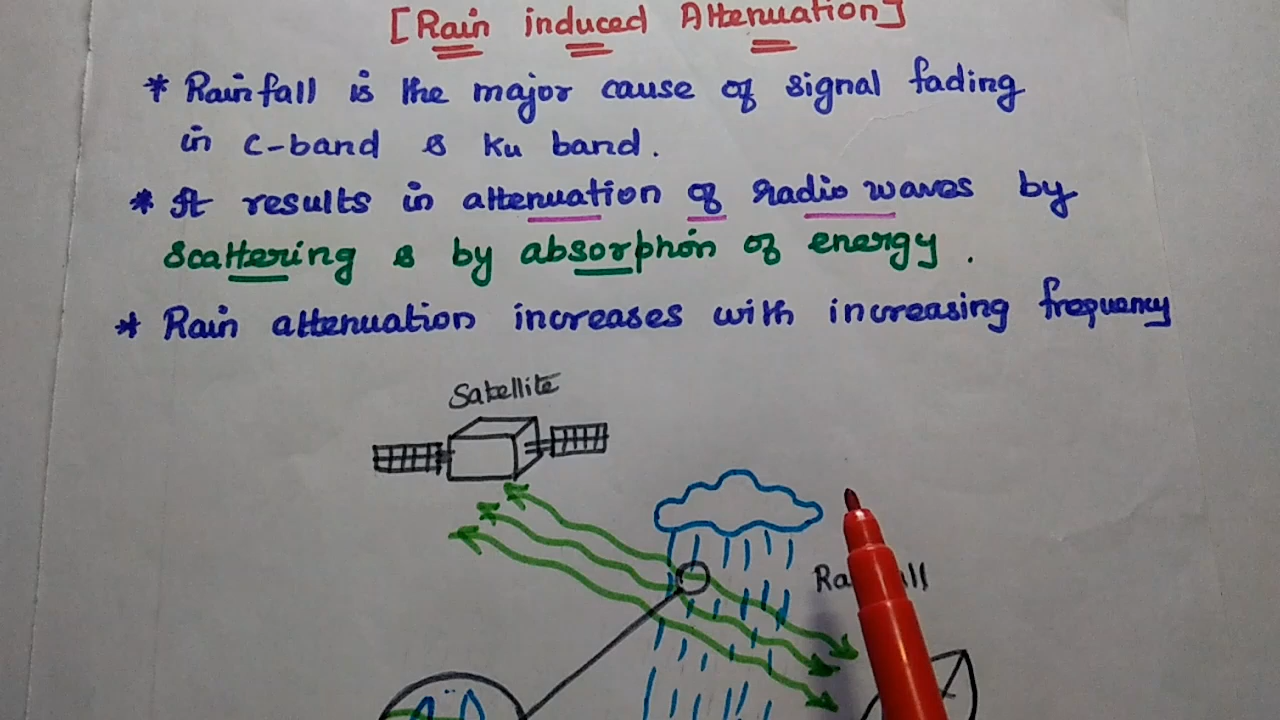 [Rain induced Attenuation]
* Rainfall is the major cause of signal fading
in C-band & Ku band.
* It results in attenuation of radio waves by
scattering & by absorption of energy.
* Rain attenuation increases with increasing frequency
Satellite